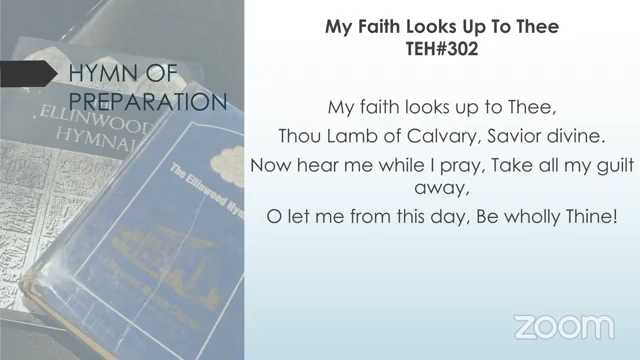 My Faith Looks Up To Thee
TEH#302
HYMN OF
PREPARATION
My faith looks up to Thee,
Thou Lamb of Calvary, Savior divine.
Now hear me while I pray, Take all my guilt
away,
O let me from this day, Be wholly Thine!
ELLINWOOD
HYMNAL
The Ellinwood
zoom